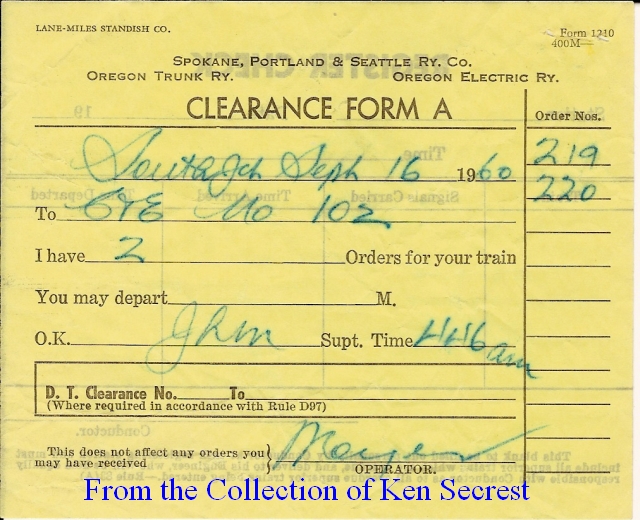 LANE-MILES STANDISH CO.
Form 1210
400M—
SPOKANE, PORTLAND & SEATTLE RY. CO.
OREGON TRUNK RY. OREGON ELECTRIC RY.
CLEARANCE FORM A
Order Nos.
219
Sept 16 1960
220
To C&E No 102
I have 2 Orders for your train
You may depart M.
O.K. Supt. Time 446 am
D. T. Clearance No. To
(Where required in accordance with Rule D97)
This does not affect any orders you
may have received
OPERATOR.
From the Collection of Ken Secrest